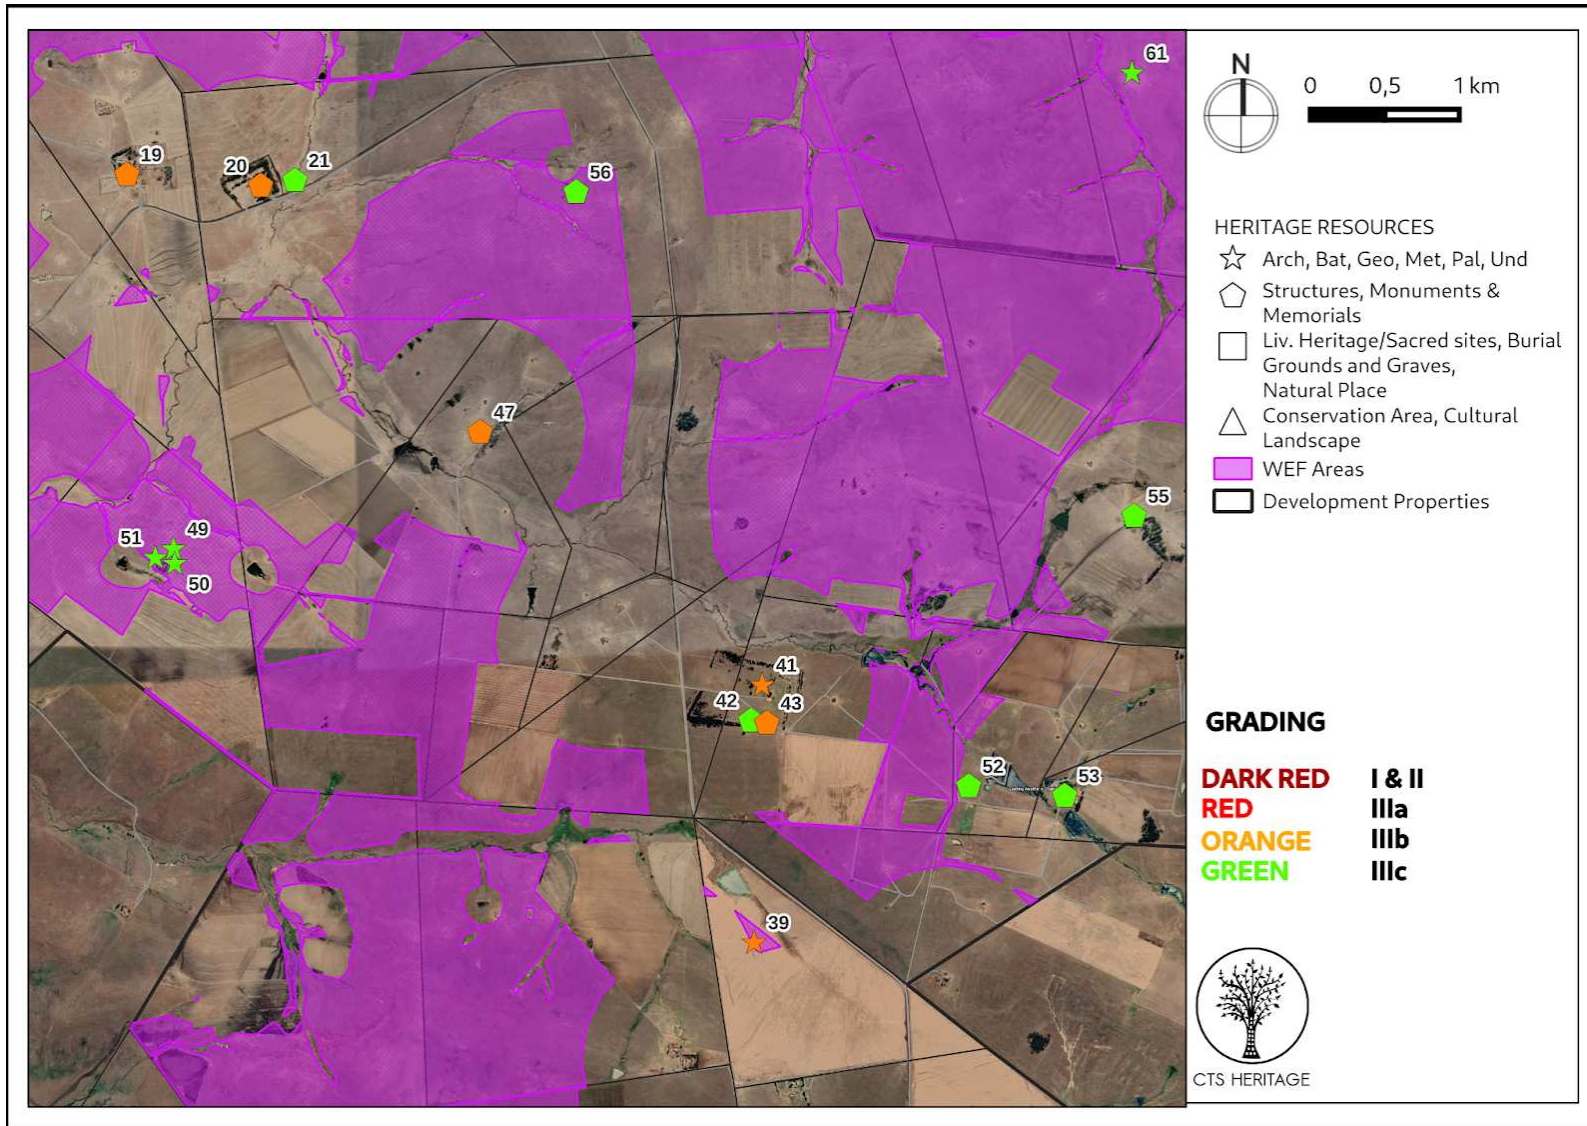 61
19
20
21
56
47
51
49
50
55
41
42
43
52
53
39
N
0 0,5 1 km
HERITAGE RESOURCES
Arch, Bat, Geo, Met, Pal, Und
Structures, Monuments &
Memorials
Liv. Heritage/Sacred sites, Burial
Grounds and Graves,
Natural Place
Conservation Area, Cultural
Landscape
WEF Areas
Development Properties
GRADING
DARK RED I & II
RED IIIa
ORANGE IIIb
GREEN IIIc
CTS HERITAGE